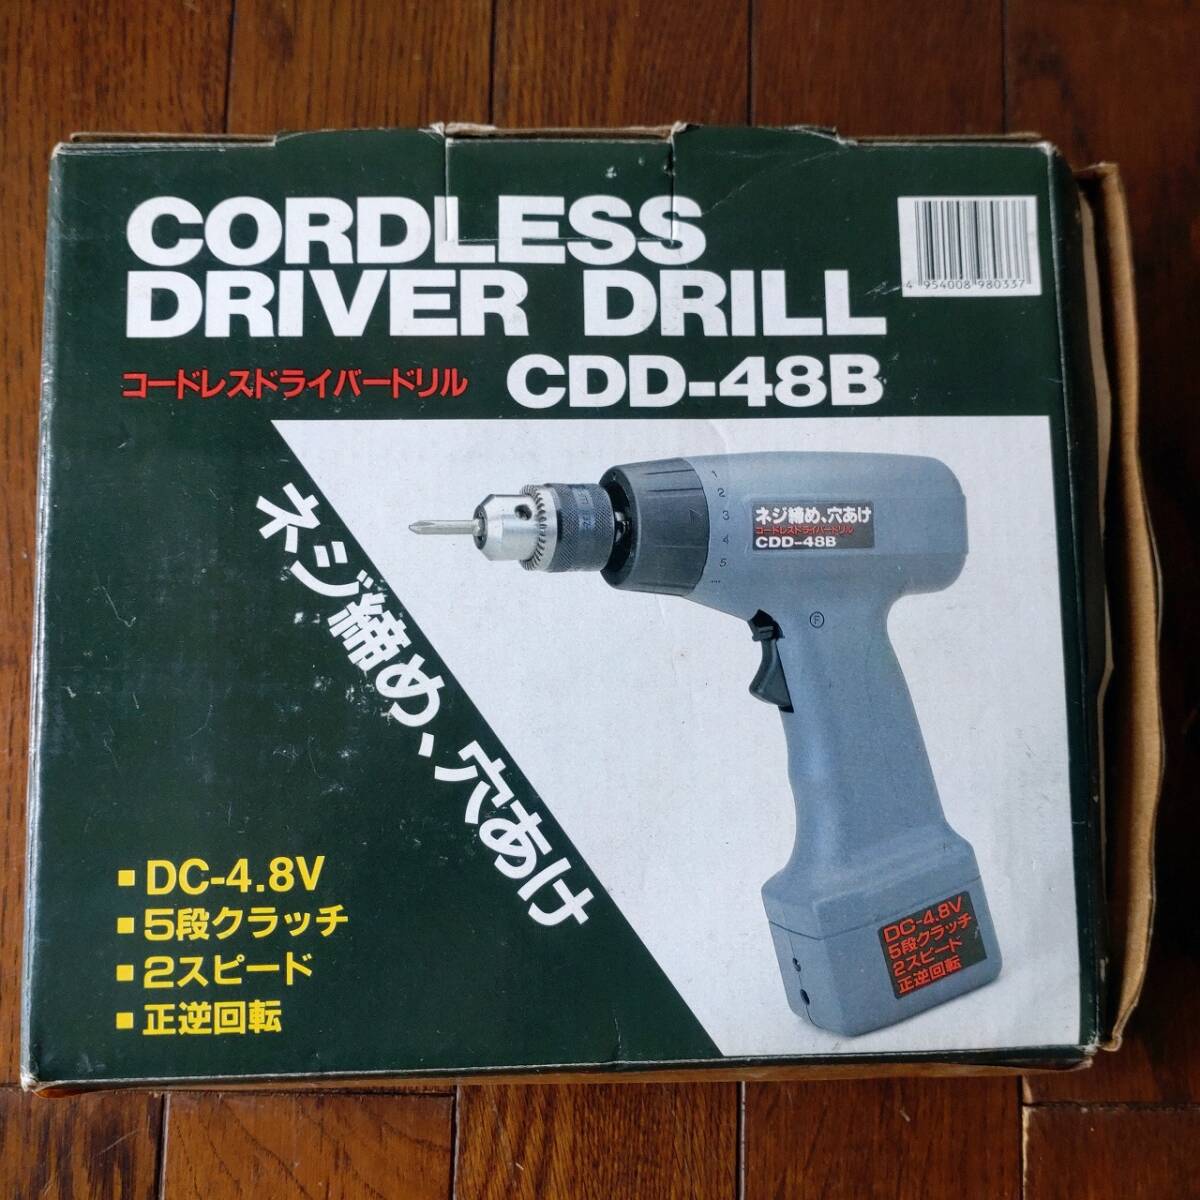 CORDLESS
DRIVER DRILL
コードレスドライバードリル CDD-48B
4 954008 980337
ネジ締め、穴あけ
1
2
3
4
5
ネジ締め、穴あけ
コードレスドライバードリル
CDD-48B
F
DC-4.8V
5段クラッチ
2スピード
正逆回転
■ DC-4.8V
■ 5段クラッチ
■ 2スピード
■ 正逆回転